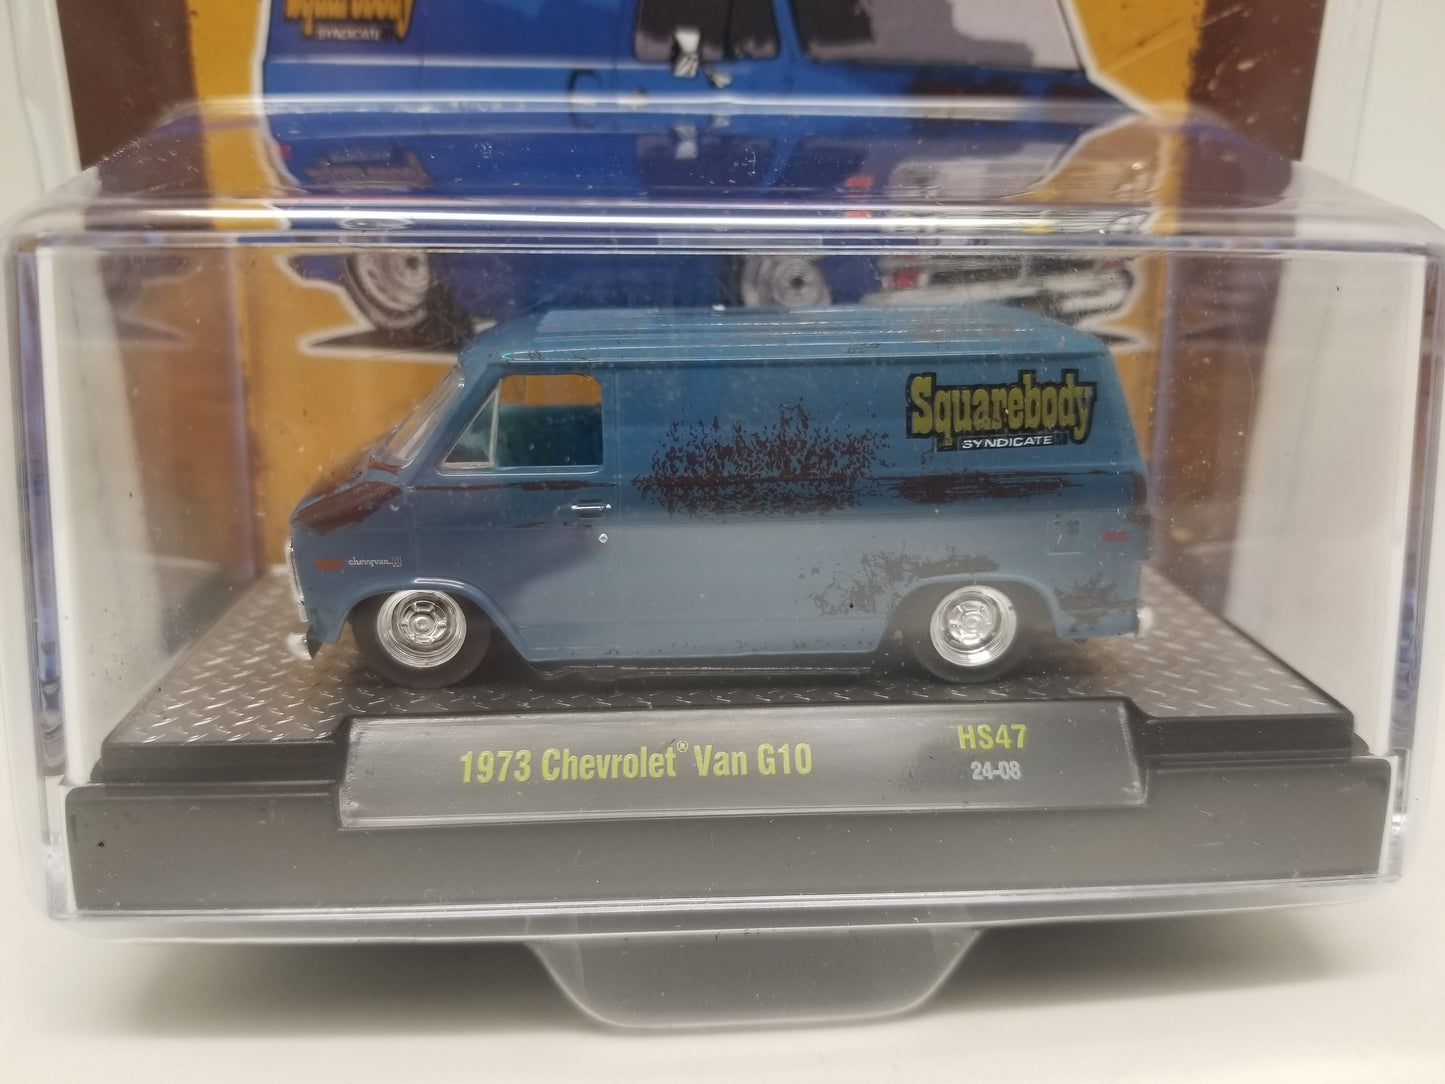 Squarebody
SYNDICATE
Squarebody
SYNDICATE
chevyvan
1973 Chevrolet® Van G10
HS47
24-08